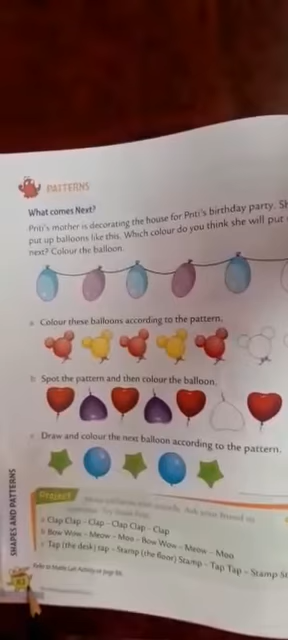 PATTERNS
What comes Next?
Priti's mother is decorating the house for Priti's birthday party. Sh
put up balloons like this. Which colour do you think she will put
next? Colour the balloon.
a Colour these balloons according to the pattern.
b Spot the pattern and then colour the balloon.
c Draw and colour the next balloon according to the pattern.
Project
a Clap Clap - Clap - Clap Clap - Clap
b Bow Wow - Meow - Moo - Bow Wow - Meow - Moo
c Tap (the desk) tap - Stamp (the floor) Stamp - Tap Tap - Stamp St
SHAPES AND PATTERNS